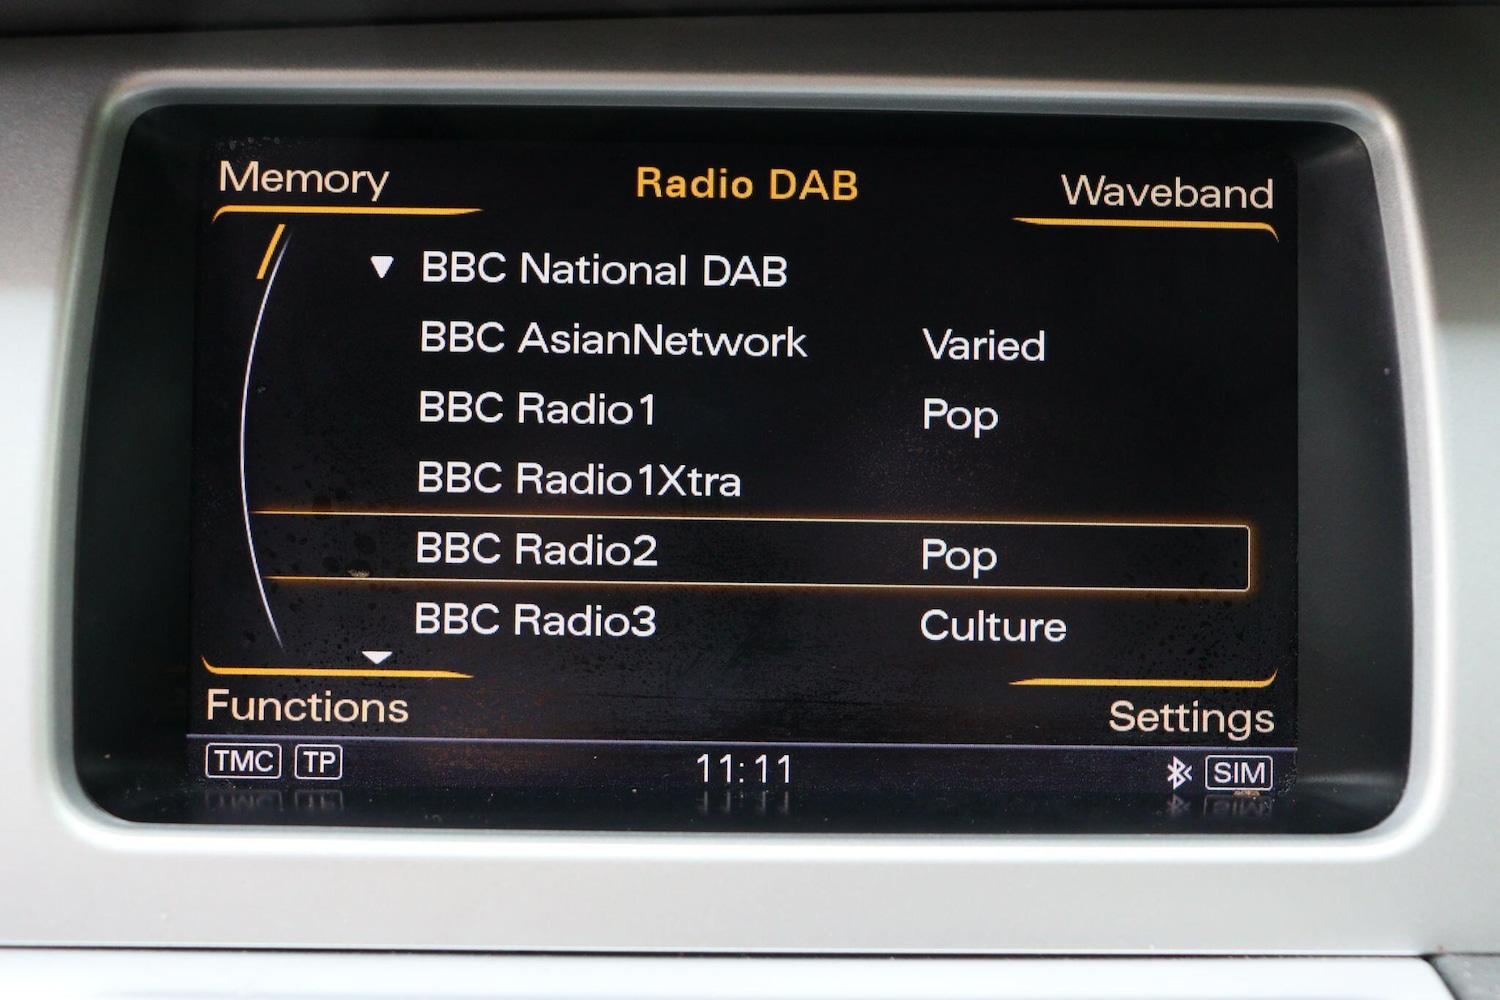 Memory Radio DAB Waveband
BBC National DAB
BBC AsianNetwork Varied
BBC Radio1 Pop
BBC Radio1Xtra
BBC Radio2 Pop
BBC Radio3 Culture
Functions Settings
TMC TP 11:11 SIM